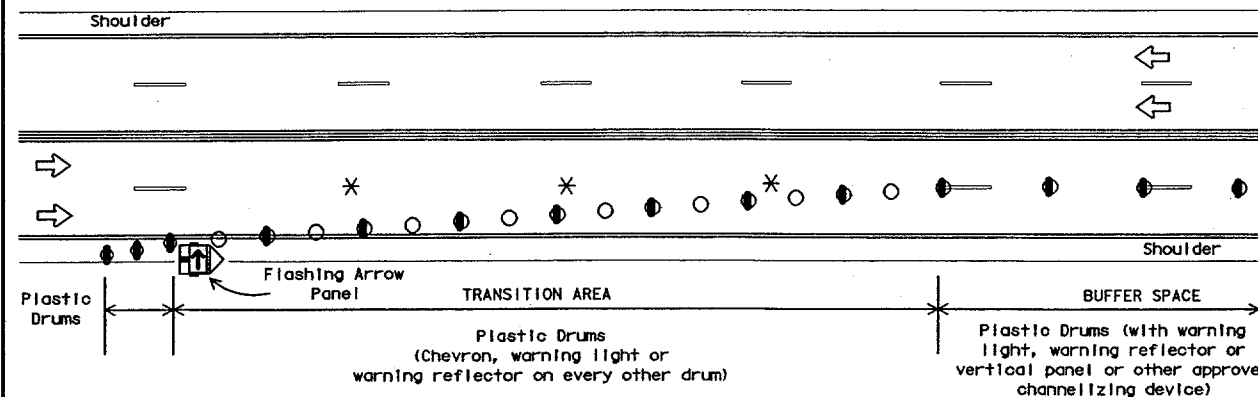 Shoulder
Shoulder
Flashing Arrow
Panel
Plastic
Drums
TRANSITION AREA
BUFFER SPACE
Plastic Drums
(Chevron, warning light or
warning reflector on every other drum)
Plastic Drums (with warning
light, warning reflector or
vertical panel or other approve
channelizing device)